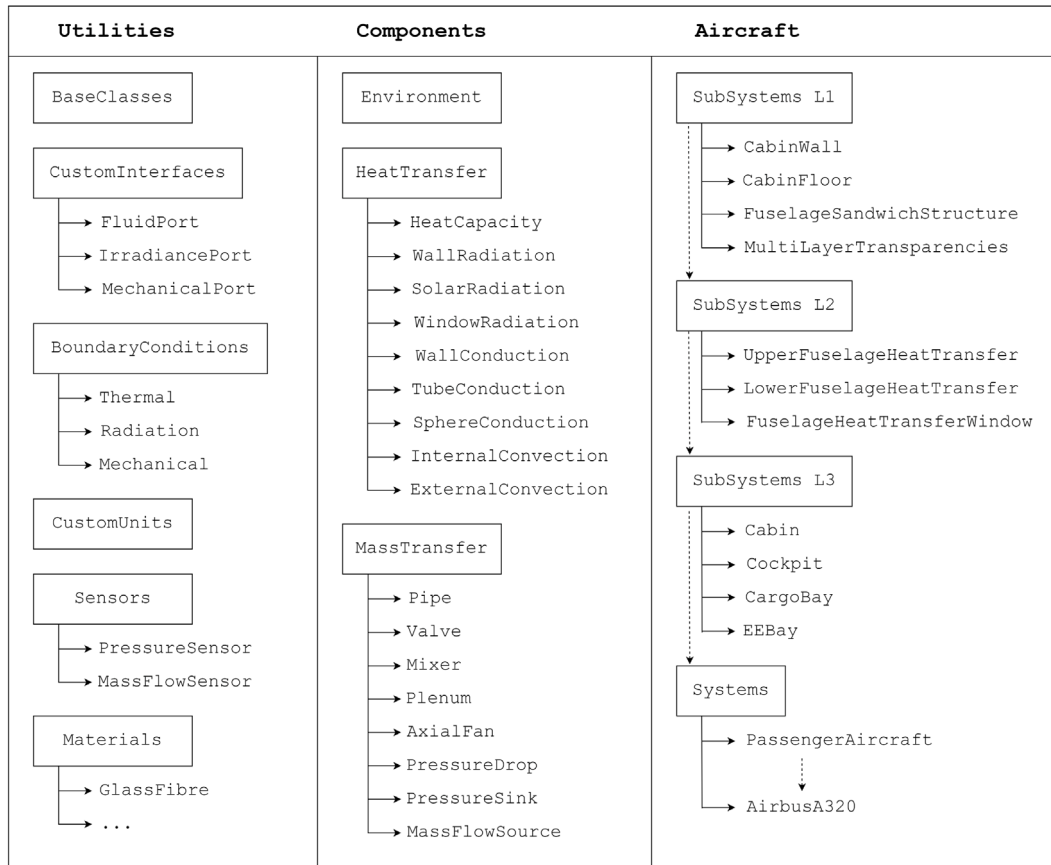 Utilities
Components
Aircraft
BaseClasses
CustomInterfaces
FluidPort
IrradiancePort
MechanicalPort
BoundaryConditions
Thermal
Radiation
Mechanical
CustomUnits
Sensors
PressureSensor
MassFlowSensor
Materials
GlassFibre
...
Environment
HeatTransfer
HeatCapacity
WallRadiation
SolarRadiation
WindowRadiation
WallConduction
TubeConduction
SphereConduction
InternalConvection
ExternalConvection
MassTransfer
Pipe
Valve
Mixer
Plenum
AxialFan
PressureDrop
PressureSink
MassFlowSource
SubSystems L1
CabinWall
CabinFloor
FuselageSandwichStructure
MultiLayerTransparencies
SubSystems L2
UpperFuselageHeatTransfer
LowerFuselageHeatTransfer
FuselageHeatTransferWindow
SubSystems L3
Cabin
Cockpit
CargoBay
EEBay
Systems
PassengerAircraft
AirbusA320